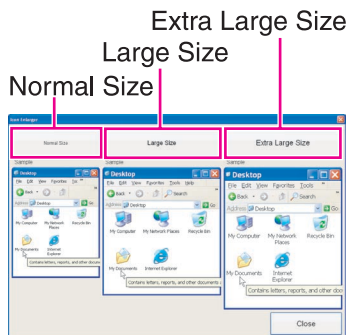 Extra Large Size
Large Size
Normal Size
Icon Enlarger
Normal Size
Large Size
Extra Large Size
Sample
Sample
Sample
Desktop
File Edit View Favorites Tools
Back Search
Address Desktop Go
My Computer My Network Places Recycle Bin
My Documents Internet Explorer
Contains letters, reports, and other docum
Desktop
File Edit View Favorites Tools Help
Back Search
Address Desktop Go
My Computer My Network Places Recycle Bin
My Documents Internet Explorer
Contains letters, reports, and other documents
Desktop
File Edit View Favorites Tools
Back Search
Address Desktop Go
My Computer My Network Places Recycle Bin
My Documents Internet Explorer
Contains letters, reports, and other docum
Close